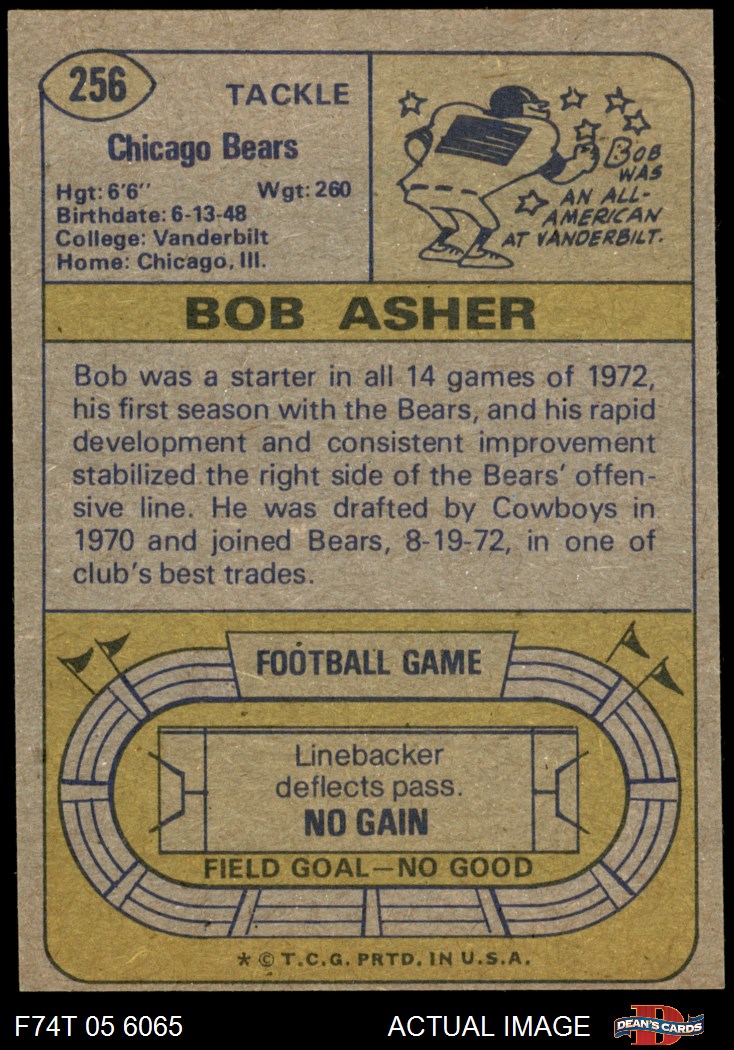 256
TACKLE
Chicago Bears
Hgt: 6'6" Wgt: 260
Birthdate: 6-13-48
College: Vanderbilt
Home: Chicago, Ill.
BOB
WAS
AN ALL-
AMERICAN
AT VANDERBILT.
BOB ASHER
Bob was a starter in all 14 games of 1972,
his first season with the Bears, and his rapid
development and consistent improvement
stabilized the right side of the Bears' offen-
sive line. He was drafted by Cowboys in
1970 and joined Bears, 8-19-72, in one of
club's best trades.
FOOTBALL GAME
Linebacker
deflects pass.
NO GAIN
FIELD GOAL—NO GOOD
* © T.C.G. PRTD. IN U.S.A.
F74T 05 6065 ACTUAL IMAGE
D
DEAN'S CARDS